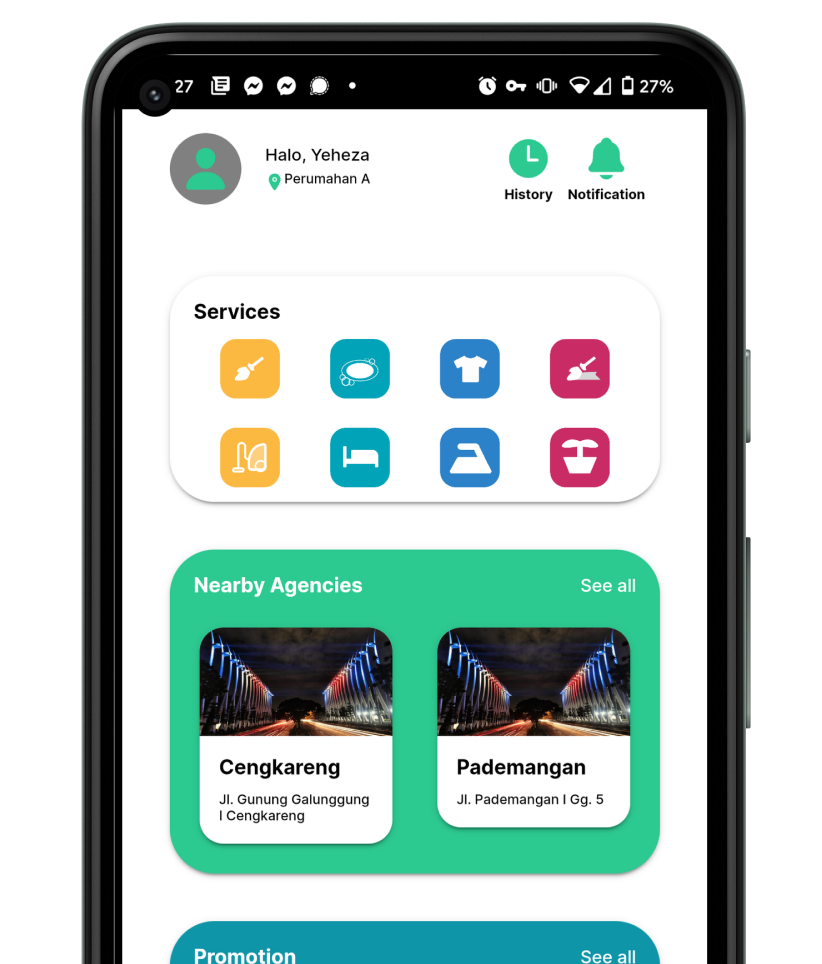 27
27%
Halo, Yeheza
Perumahan A
History
Notification
Services
Nearby Agencies
See all
Cengkareng
Jl. Gunung Galunggung
I Cengkareng
Pademangan
Jl. Pademangan I Gg. 5
Promotion
See all